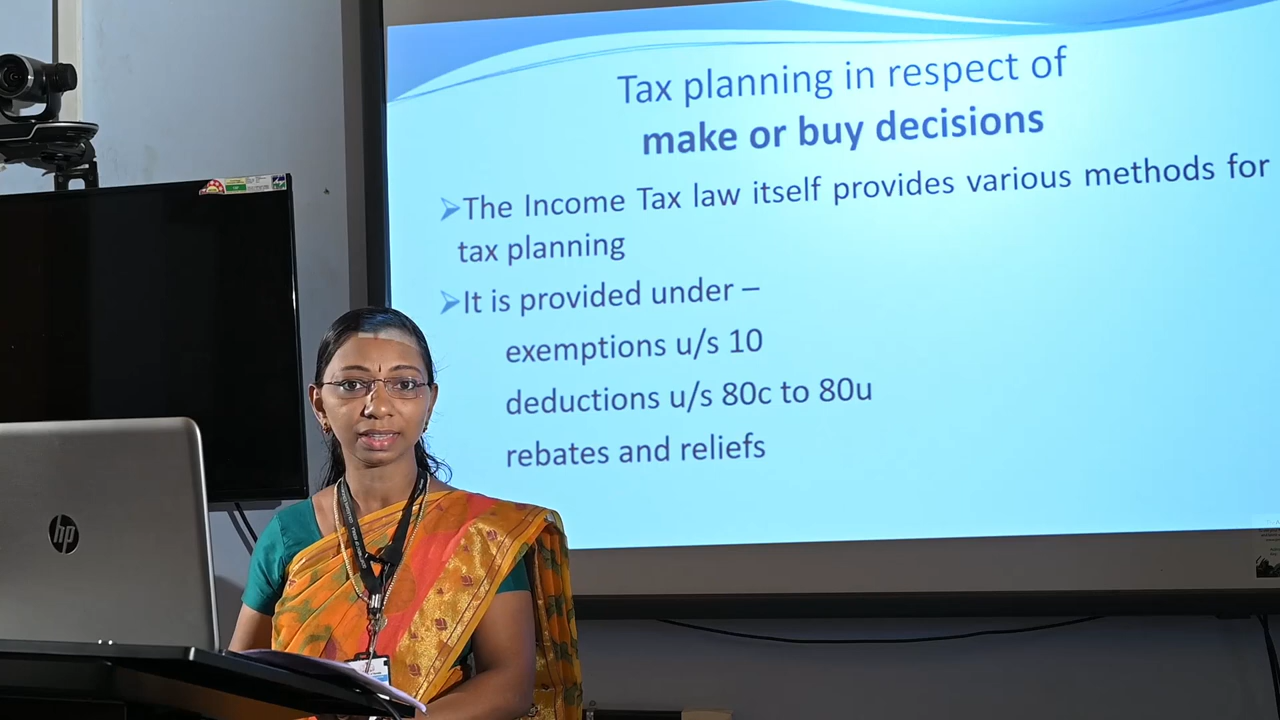 Tax planning in respect of
make or buy decisions
The Income Tax law itself provides various methods for
tax planning
It is provided under –
exemptions u/s 10
deductions u/s 80c to 80u
rebates and reliefs
hp